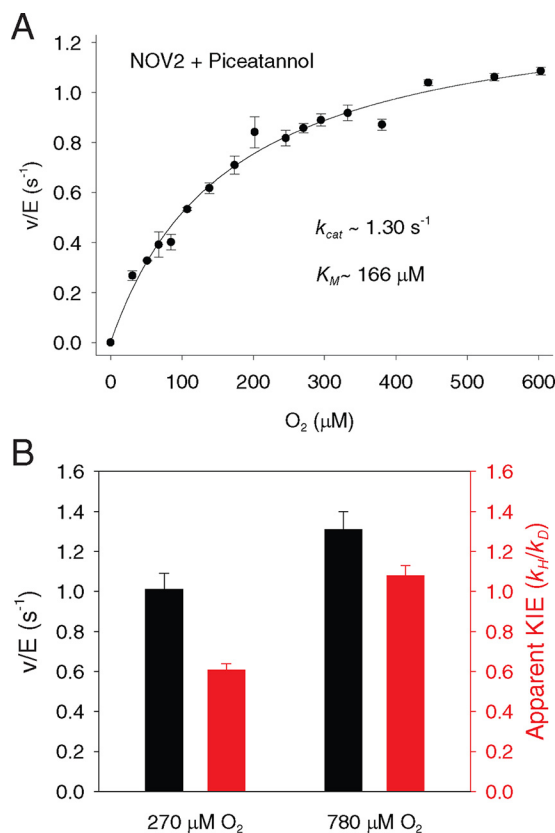 A
NOV2 + Piceatannol
v/E (s⁻¹)
1.2
1.0
0.8
0.6
0.4
0.2
0.0
k_cat ~ 1.30 s⁻¹
K_M~ 166 μM
0 100 200 300 400 500 600
O₂ (μM)
B
v/E (s⁻¹)
1.6
1.4
1.2
1.0
0.8
0.6
0.4
0.2
0.0
1.6
1.4
1.2
1.0
0.8
0.6
0.4
0.2
0.0
Apparent KIE (k_H/k_D)
270 μM O₂ 780 μM O₂